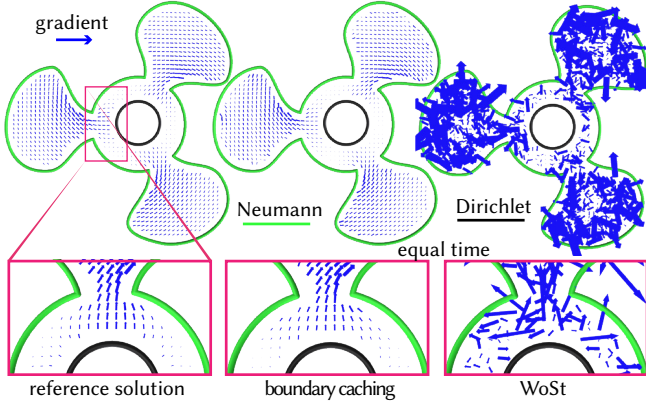 gradient
Neumann
Dirichlet
equal time
reference solution
boundary caching
WoSt